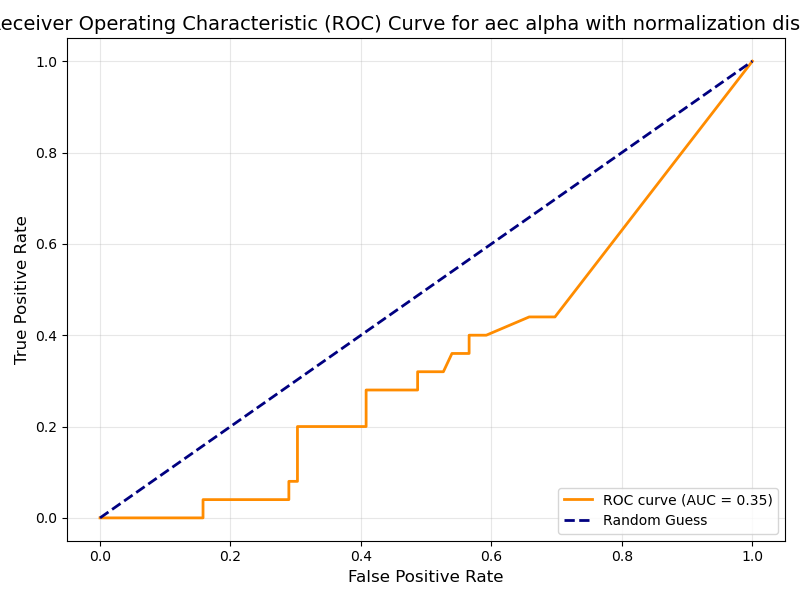 eceiver Operating Characteristic (ROC) Curve for aec alpha with normalization dis
True Positive Rate
1.0
0.8
0.6
0.4
0.2
0.0
0.0 0.2 0.4 0.6 0.8 1.0
False Positive Rate
ROC curve (AUC = 0.35)
Random Guess